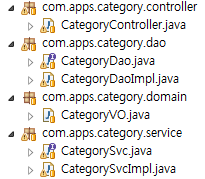 com.apps.category.controller
CategoryController.java
com.apps.category.dao
CategoryDao.java
CategoryDaoImpl.java
com.apps.category.domain
CategoryVO.java
com.apps.category.service
CategorySvc.java
CategorySvcImpl.java